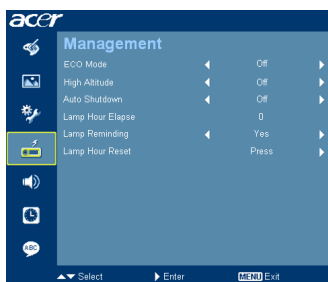 acer
Management
ECO Mode Off
High Altitude Off
Auto Shutdown Off
Lamp Hour Elapse 0
Lamp Reminding Yes
Lamp Hour Reset Press
ABC
Select Enter MENU Exit